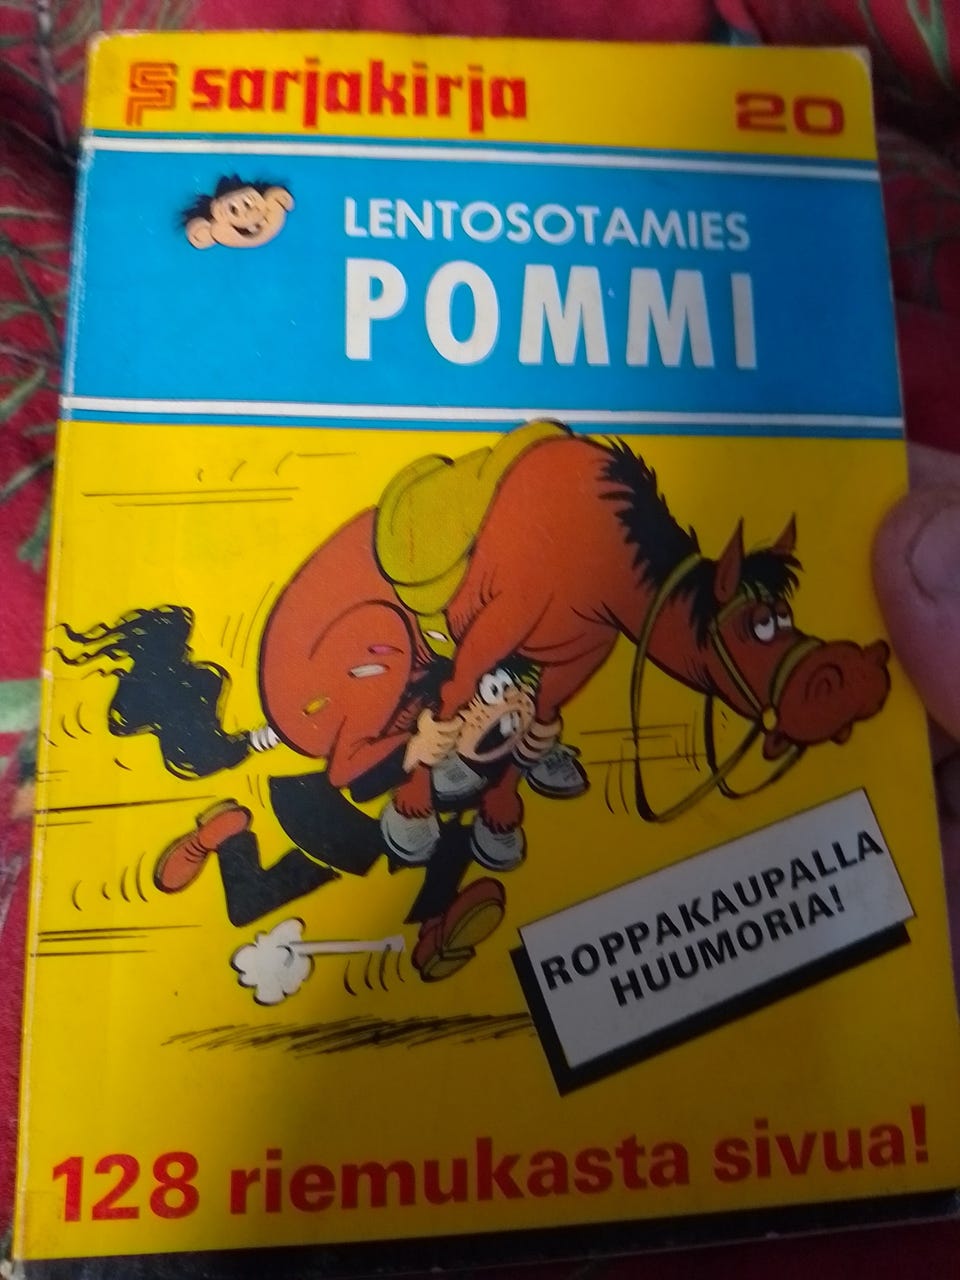 sarjakirja 20
LENTOSOTAMIES
POMMI
ROPPAKAUPALLA
HUUMORIA!
128 riemukasta sivua!